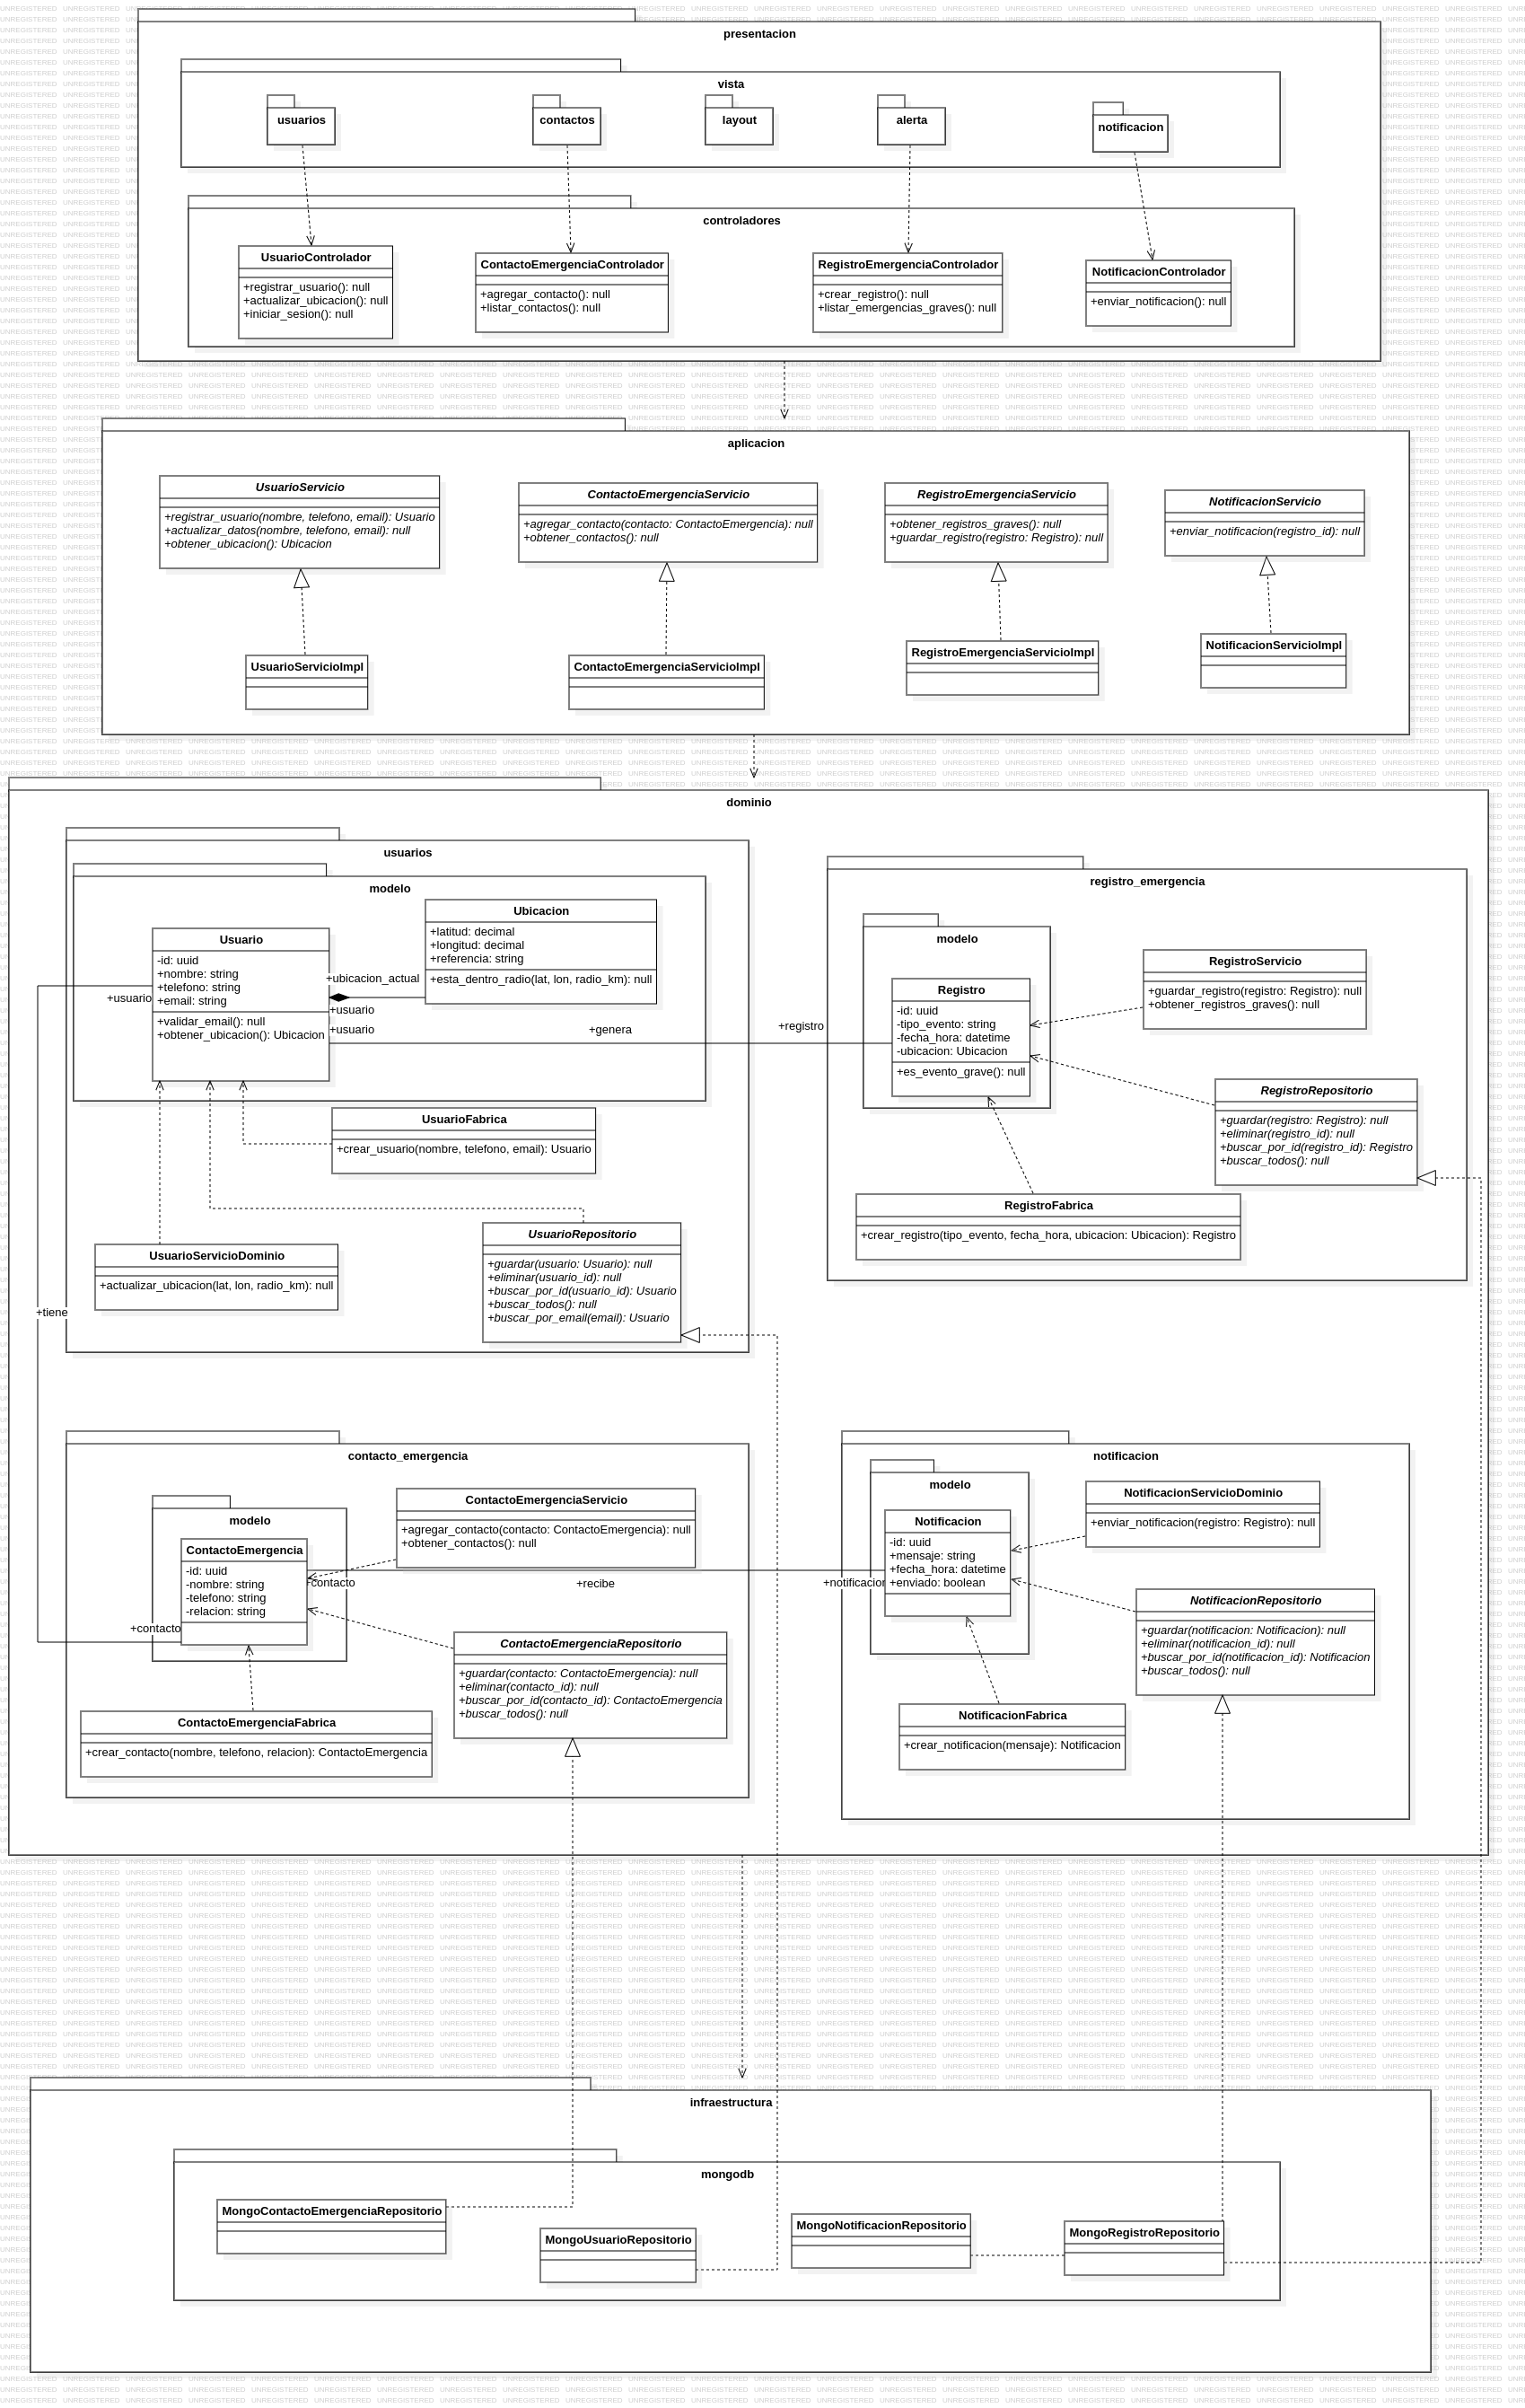 presentacion
vista
usuarios
contactos
layout
alerta
notificacion
controladores
UsuarioControlador
+registrar_usuario(): null
+actualizar_ubicacion(): null
+iniciar_sesion(): null
ContactoEmergenciaControlador
+agregar_contacto(): null
+listar_contactos(): null
RegistroEmergenciaControlador
+crear_registro(): null
+listar_emergencias_graves(): null
NotificacionControlador
+enviar_notificacion(): null
aplicacion
UsuarioServicio
+registrar_usuario(nombre, telefono, email): Usuario
+actualizar_datos(nombre, telefono, email): null
+obtener_ubicacion(): Ubicacion
ContactoEmergenciaServicio
+agregar_contacto(contacto: ContactoEmergencia): null
+obtener_contactos(): null
RegistroEmergenciaServicio
+obtener_registros_graves(): null
+guardar_registro(registro: Registro): null
NotificacionServicio
+enviar_notificacion(registro_id): null
UsuarioServicioImpl
ContactoEmergenciaServicioImpl
RegistroEmergenciaServicioImpl
NotificacionServicioImpl
dominio
usuarios
modelo
Usuario
-id: uuid
+nombre: string
+telefono: string
+email: string
+validar_email(): null
+obtener_ubicacion(): Ubicacion
Ubicacion
+latitud: decimal
+longitud: decimal
+referencia: string
+esta_dentro_radio(lat, lon, radio_km): null
+ubicacion_actual
+usuario
+usuario
+usuario
+genera
+registro
UsuarioFabrica
+crear_usuario(nombre, telefono, email): Usuario
UsuarioServicioDominio
+actualizar_ubicacion(lat, lon, radio_km): null
UsuarioRepositorio
+guardar(usuario: Usuario): null
+eliminar(usuario_id): null
+buscar_por_id(usuario_id): Usuario
+buscar_todos(): null
+buscar_por_email(email): Usuario
+tiene
registro_emergencia
modelo
Registro
-id: uuid
-tipo_evento: string
-fecha_hora: datetime
-ubicacion: Ubicacion
+es_evento_grave(): null
RegistroServicio
+guardar_registro(registro: Registro): null
+obtener_registros_graves(): null
RegistroRepositorio
+guardar(registro: Registro): null
+eliminar(registro_id): null
+buscar_por_id(registro_id): Registro
+buscar_todos(): null
RegistroFabrica
+crear_registro(tipo_evento, fecha_hora, ubicacion: Ubicacion): Registro
contacto_emergencia
modelo
ContactoEmergencia
-id: uuid
-nombre: string
-telefono: string
-relacion: string
ContactoEmergenciaServicio
+agregar_contacto(contacto: ContactoEmergencia): null
+obtener_contactos(): null
+contacto
+recibe
+notificacion
+contacto
ContactoEmergenciaRepositorio
+guardar(contacto: ContactoEmergencia): null
+eliminar(contacto_id): null
+buscar_por_id(contacto_id): ContactoEmergencia
+buscar_todos(): null
ContactoEmergenciaFabrica
+crear_contacto(nombre, telefono, relacion): ContactoEmergencia
notificacion
modelo
Notificacion
-id: uuid
+mensaje: string
+fecha_hora: datetime
+enviado: boolean
NotificacionServicioDominio
+enviar_notificacion(registro: Registro): null
NotificacionRepositorio
+guardar(notificacion: Notificacion): null
+eliminar(notificacion_id): null
+buscar_por_id(notificacion_id): Notificacion
+buscar_todos(): null
NotificacionFabrica
+crear_notificacion(mensaje): Notificacion
infraestructura
mongodb
MongoContactoEmergenciaRepositorio
MongoUsuarioRepositorio
MongoNotificacionRepositorio
MongoRegistroRepositorio